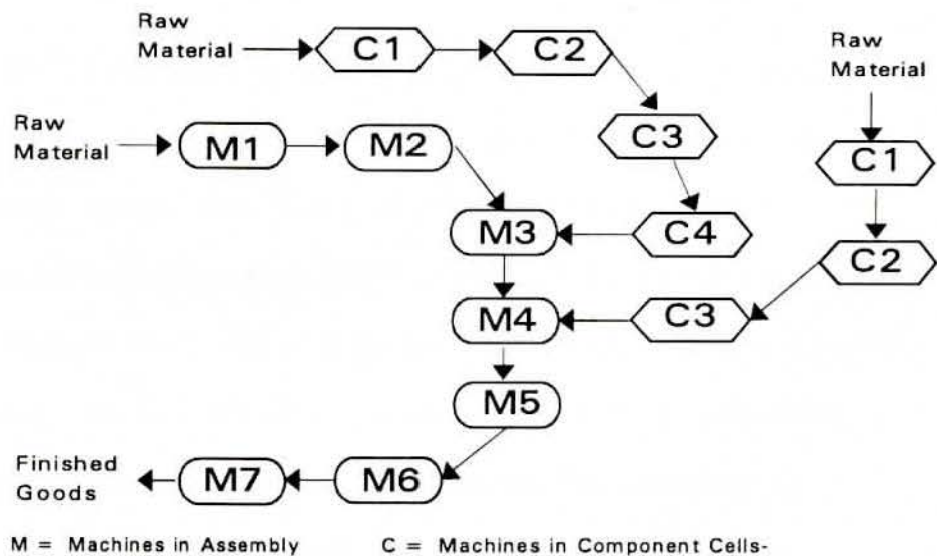 Raw
Material
C1
C2
Raw
Material
Raw
Material
M1
M2
C3
C1
M3
C4
C2
M4
C3
M5
Finished
Goods
M7
M6
M = Machines in Assembly
C = Machines in Component Cells-